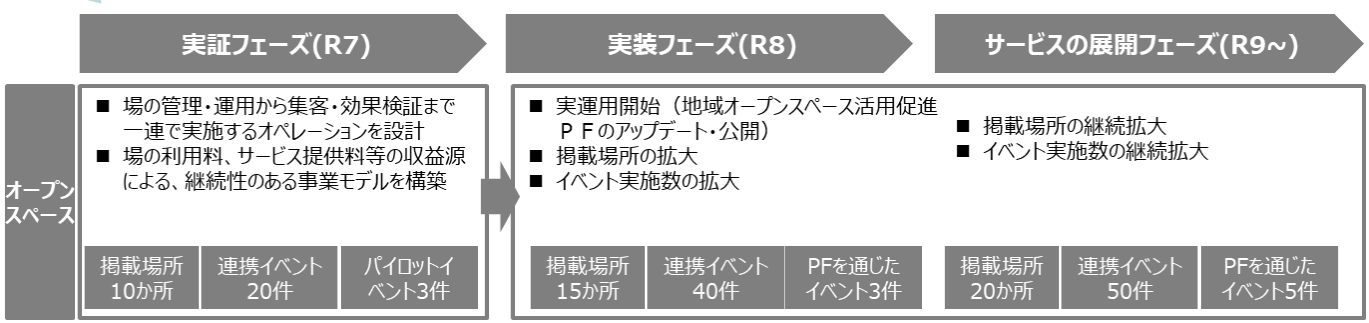 実証フェーズ(R7)
実装フェーズ(R8)
サービスの展開フェーズ(R9～)
オープン
スペース
■ 場の管理・運用から集客・効果検証まで
一連で実施するオペレーションを設計
■ 場の利用料、サービス提供料等の収益源
による、継続性のある事業モデルを構築
掲載場所
10か所
連携イベント
20件
パイロットイ
ベント3件
■ 実運用開始（地域オープンスペース活用促進
ＰＦのアップデート・公開）
■ 掲載場所の拡大
■ イベント実施数の拡大
掲載場所
15か所
連携イベント
40件
PFを通じた
イベント3件
■ 掲載場所の継続拡大
■ イベント実施数の継続拡大
掲載場所
20か所
連携イベント
50件
PFを通じた
イベント5件